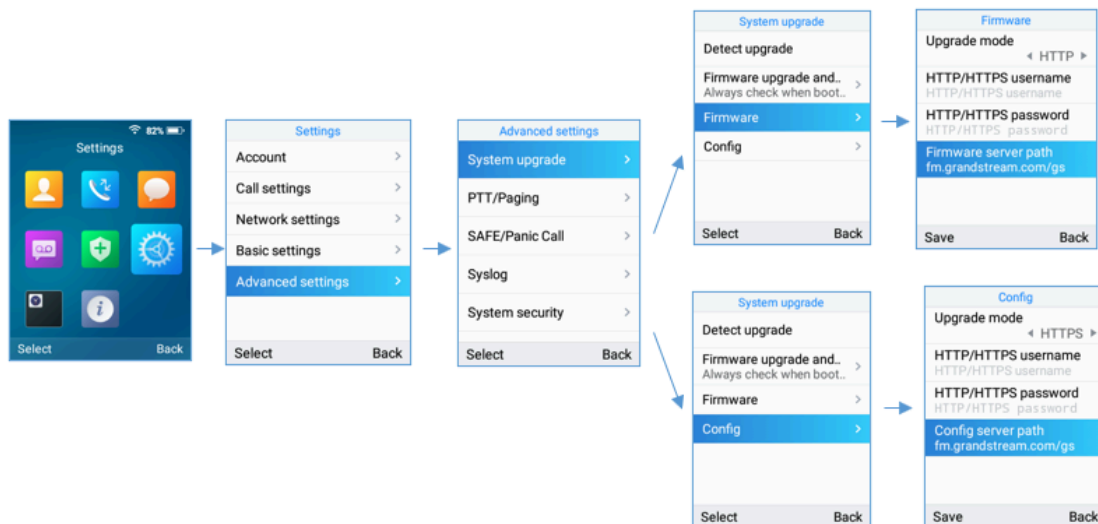 82%
Settings
Select Back
Settings
Account
Call settings
Network settings
Basic settings
Advanced settings
Select Back
Advanced settings
System upgrade
PTT/Paging
SAFE/Panic Call
Syslog
System security
Select Back
System upgrade
Detect upgrade
Firmware upgrade and..
Always check when boot..
Firmware
Config
Select Back
Firmware
Upgrade mode
HTTP
HTTP/HTTPS username
HTTP/HTTPS username
HTTP/HTTPS password
HTTP/HTTPS password
Firmware server path
fm.grandstream.com/gs
Save Back
System upgrade
Detect upgrade
Firmware upgrade and..
Always check when boot..
Firmware
Config
Select Back
Config
Upgrade mode
HTTPS
HTTP/HTTPS username
HTTP/HTTPS username
HTTP/HTTPS password
HTTP/HTTPS password
Config server path
fm.grandstream.com/gs
Save Back